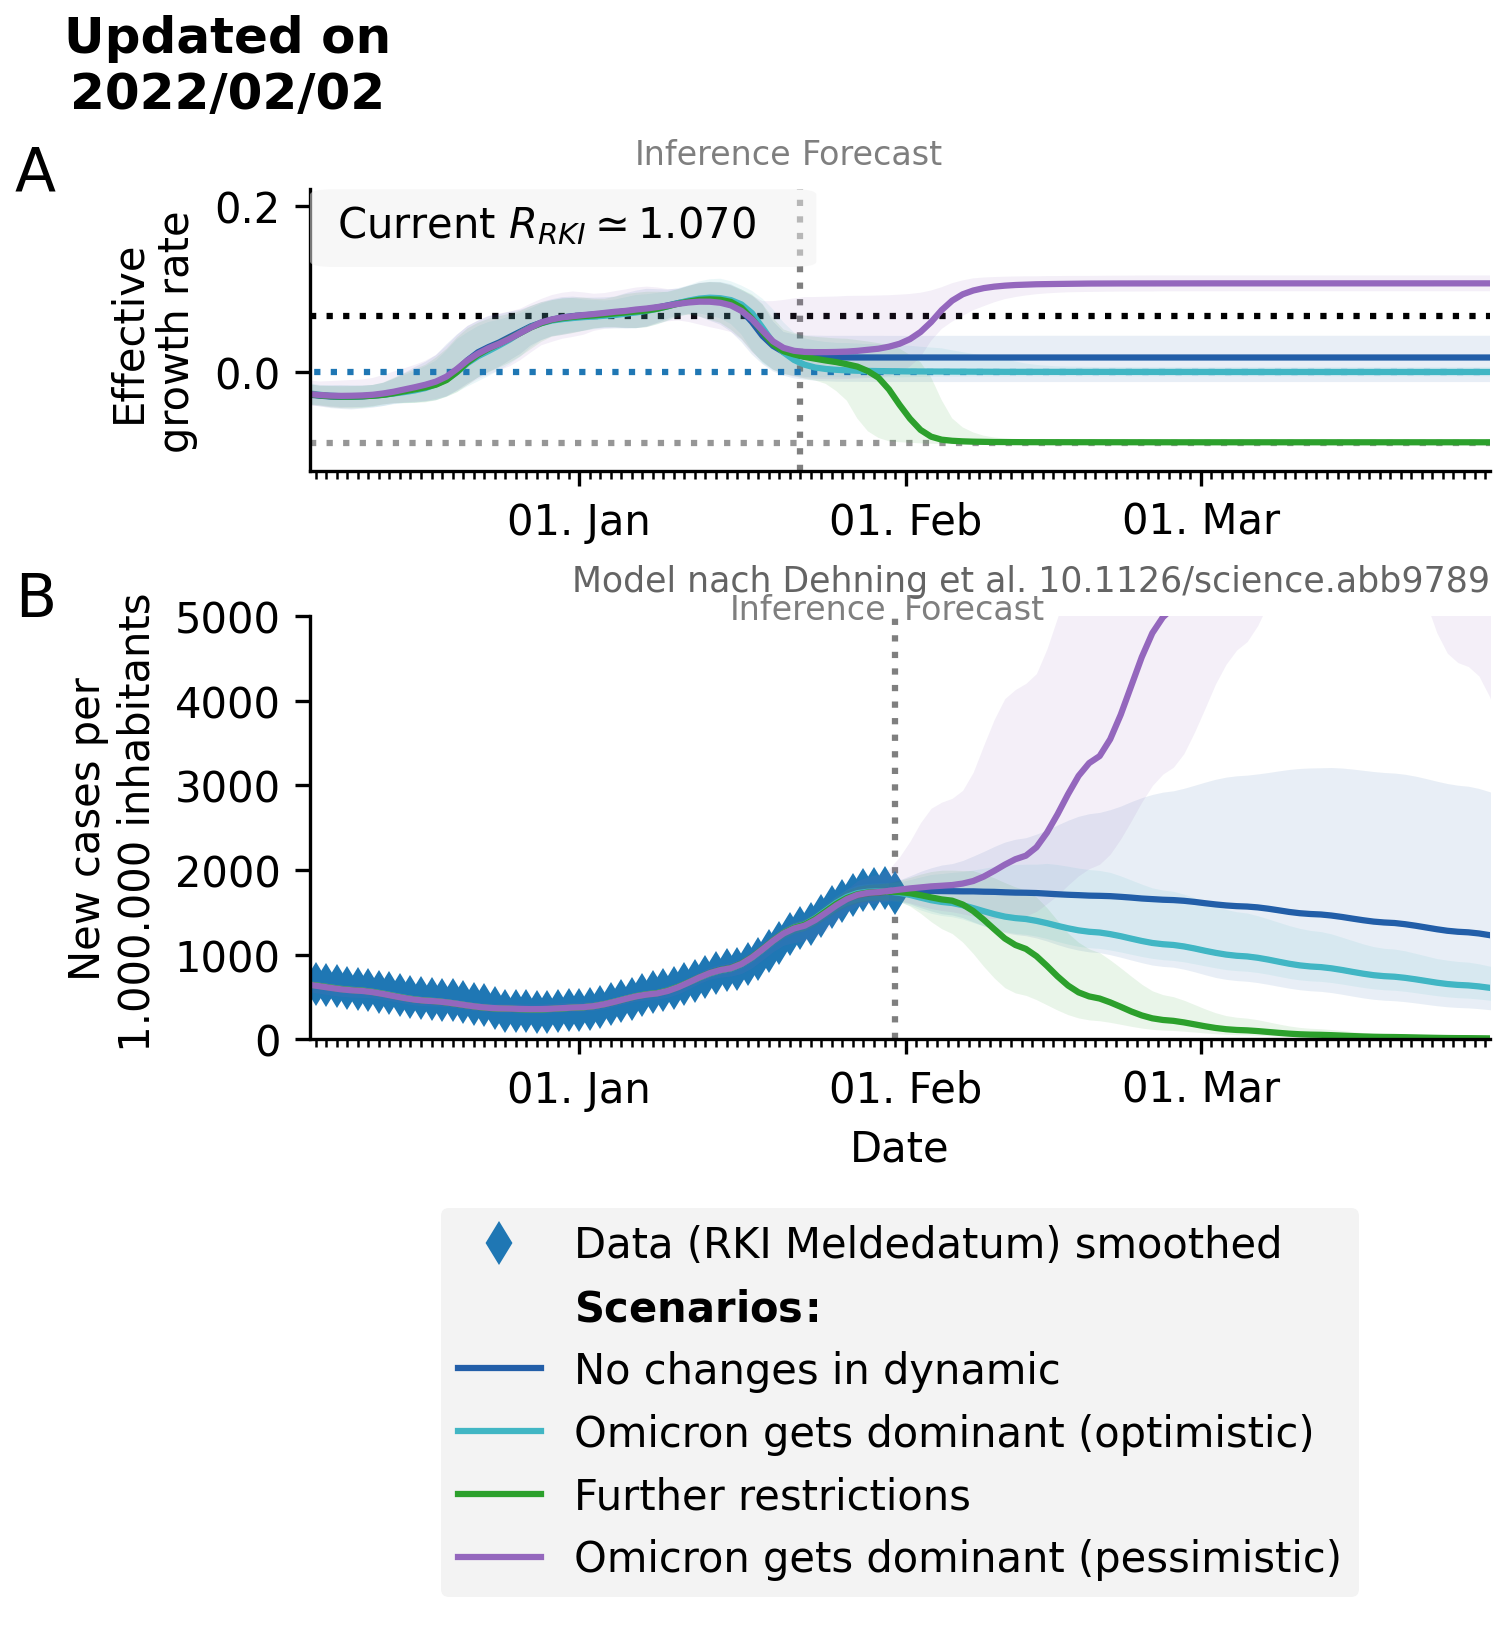 Updated on
2022/02/02
A
Inference Forecast
Effective
growth rate
0.2
0.0
Current R_RKI ≃ 1.070
01. Jan
01. Feb
01. Mar
B
Model nach Dehning et al. 10.1126/science.abb9789
Inference Forecast
New cases per
1.000.000 inhabitants
5000
4000
3000
2000
1000
0
01. Jan
01. Feb
01. Mar
Date
Data (RKI Meldedatum) smoothed
Scenarios:
No changes in dynamic
Omicron gets dominant (optimistic)
Further restrictions
Omicron gets dominant (pessimistic)